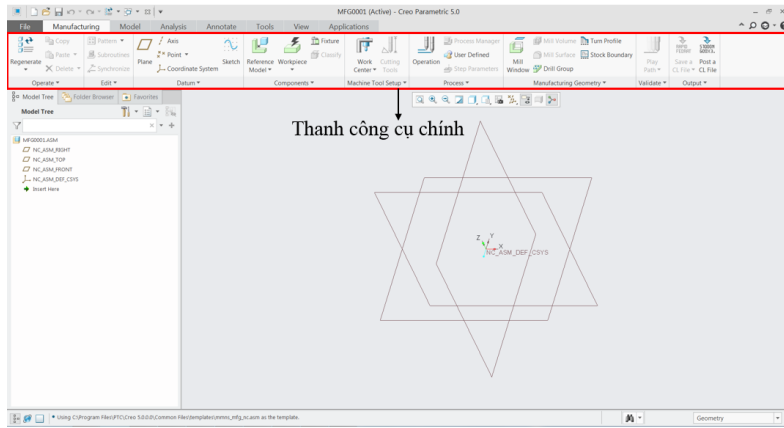 MFG0001 (Active) - Creo Parametric 5.0
File Manufacturing Model Analysis Annotate Tools View Applications
Regenerate Copy Paste Delete
Pattern Subroutines Synchronize
Plane Axis Point Coordinate System Sketch
Reference Model Workpiece Fixture Classify
Work Center Cutting Tools
Operation Process Manager User Defined Step Parameters
Mill Window Mill Volume Mill Surface Drill Group Turn Profile Stock Boundary
Play Path Save a CL File Post a CL File
Operate Edit Datum Components Machine Tool Setup Process Manufacturing Geometry Validate Output
Model Tree Folder Browser Favorites
Model Tree
MFG0001.ASM
NC_ASM_RIGHT
NC_ASM_TOP
NC_ASM_FRONT
NC_ASM_DEF_CSYS
Insert Here
Thanh công cụ chính
Z Y X
NC_ASM_DEF_CSYS
• Using C:\Program Files\PTC\Creo 5.0.0.0\Common Files\templates\mmns_mfg_nc.asm as the template.
Geometry